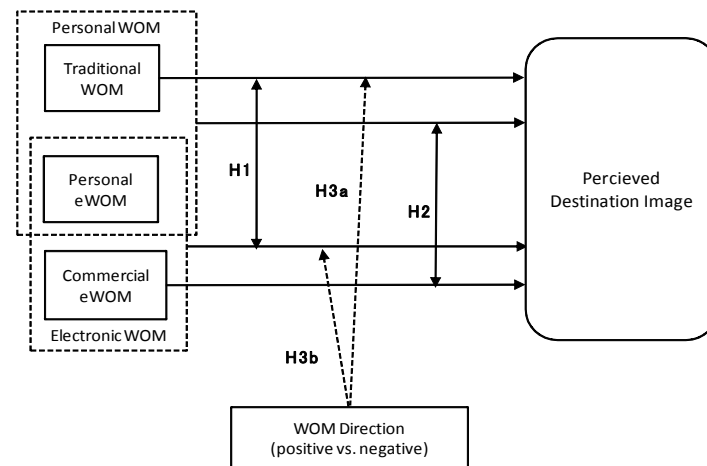 Personal WOM
Traditional
WOM
Personal
eWOM
Commercial
eWOM
Electronic WOM
H1
H3a
H2
H3b
Percieved
Destination Image
WOM Direction
(positive vs. negative)